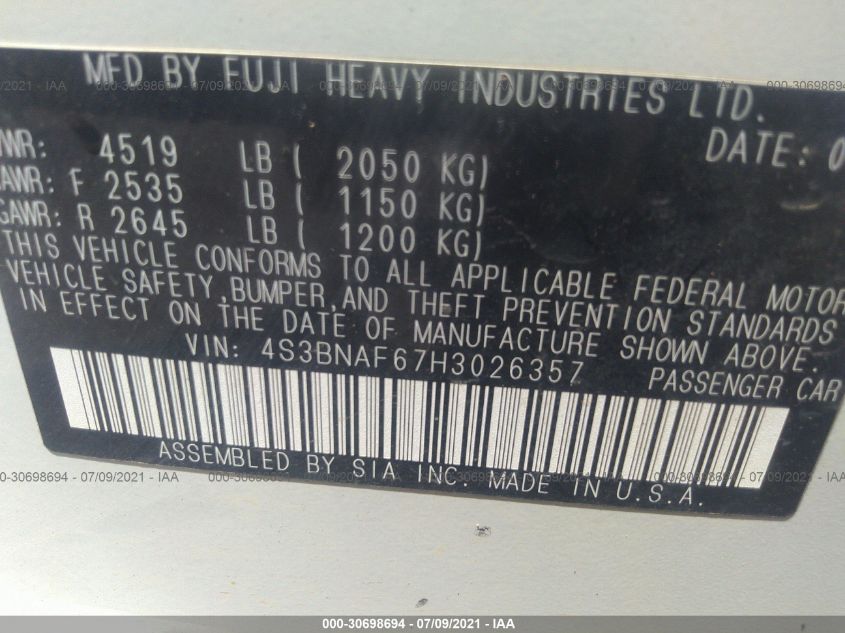 MFD BY FUJI HEAVY INDUSTRIES LTD.
DATE: 0
WR: 4519 LB ( 2050 KG)
AWR: F 2535 LB ( 1150 KG)
GAWR: R 2645 LB ( 1200 KG)
THIS VEHICLE CONFORMS TO ALL APPLICABLE FEDERAL MOTOR
VEHICLE SAFETY, BUMPER, AND THEFT PREVENTION STANDARDS
IN EFFECT ON THE DATE OF MANUFACTURE SHOWN ABOVE.
VIN: 4S3BNAF67H3026357 PASSENGER CAR
ASSEMBLED BY SIA INC. MADE IN U.S.A.
000-30698694 - 07/09/2021 - IAA